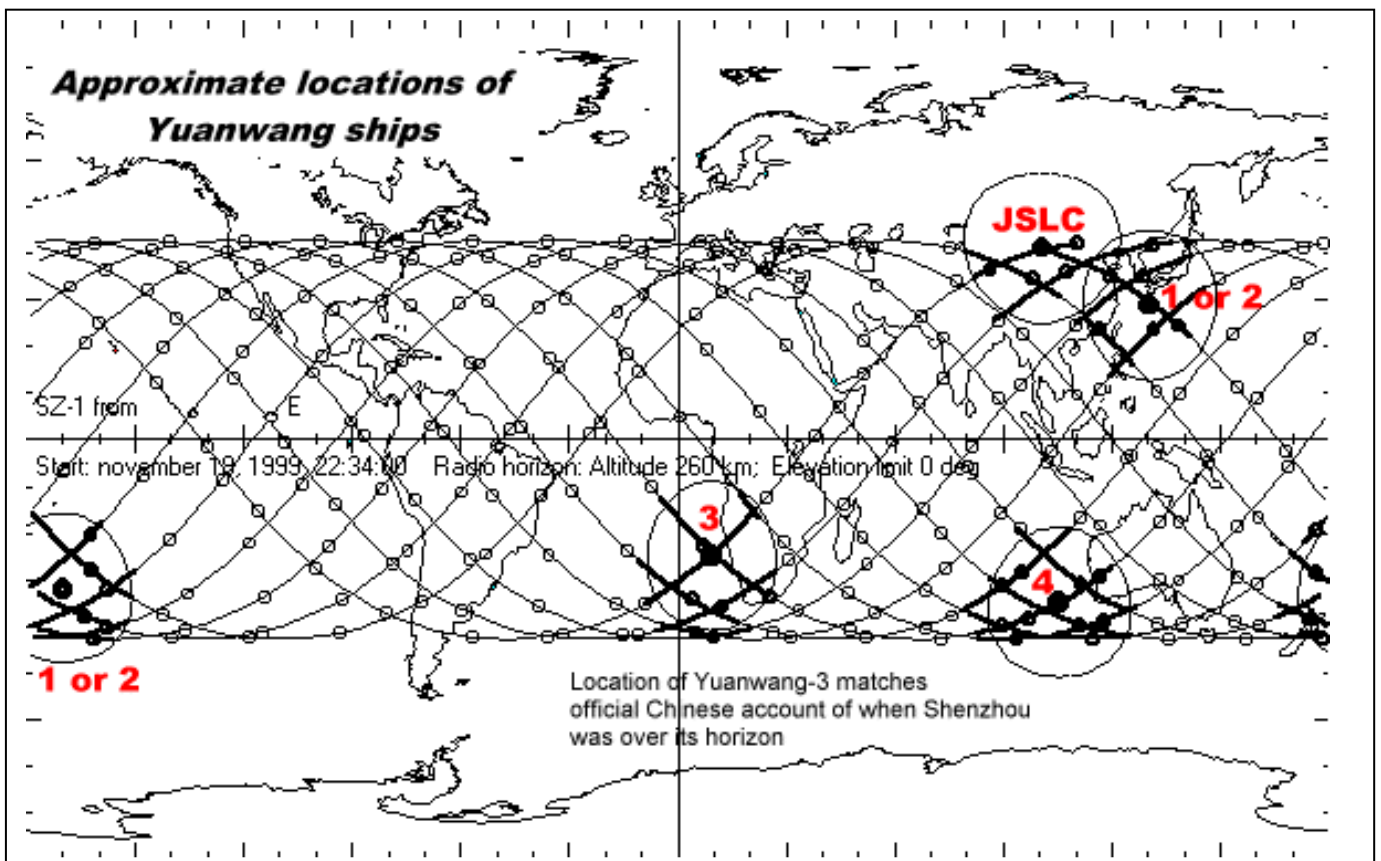 Approximate locations of
Yuanwang ships
JSLC
1 or 2
SZ-1 from E
Start: november 19, 1999, 22:34:00 Radio horizon: Altitude 260 km; Elevation limit 0 deg
3
4
1 or 2
Location of Yuanwang-3 matches
official Chinese account of when Shenzhou
was over its horizon